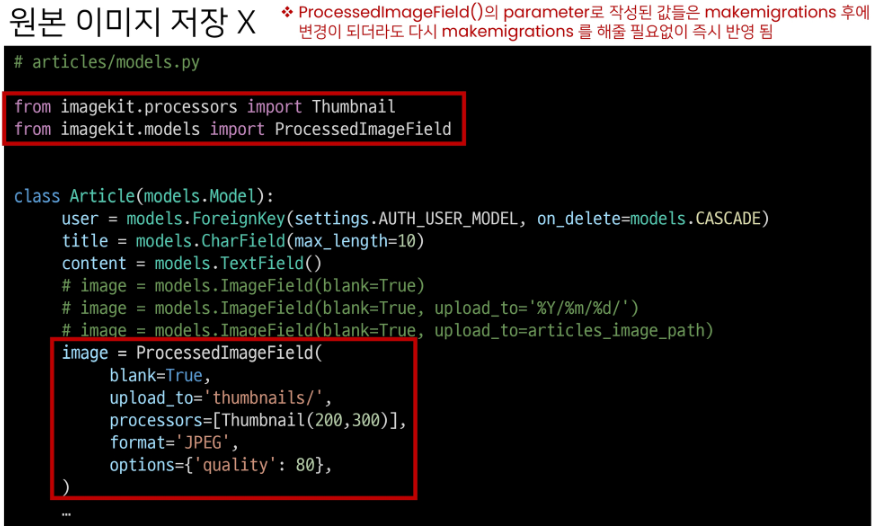 원본 이미지 저장 X
❖ ProcessedImageField()의 parameter로 작성된 값들은 makemigrations 후에
변경이 되더라도 다시 makemigrations 를 해줄 필요없이 즉시 반영 됨
# articles/models.py
from imagekit.processors import Thumbnail
from imagekit.models import ProcessedImageField
class Article(models.Model):
user = models.ForeignKey(settings.AUTH_USER_MODEL, on_delete=models.CASCADE)
title = models.CharField(max_length=10)
content = models.TextField()
# image = models.ImageField(blank=True)
# image = models.ImageField(blank=True, upload_to='%Y/%m/%d/')
# image = models.ImageField(blank=True, upload_to=articles_image_path)
image = ProcessedImageField(
blank=True,
upload_to='thumbnails/',
processors=[Thumbnail(200,300)],
format='JPEG',
options={'quality': 80},
)
…